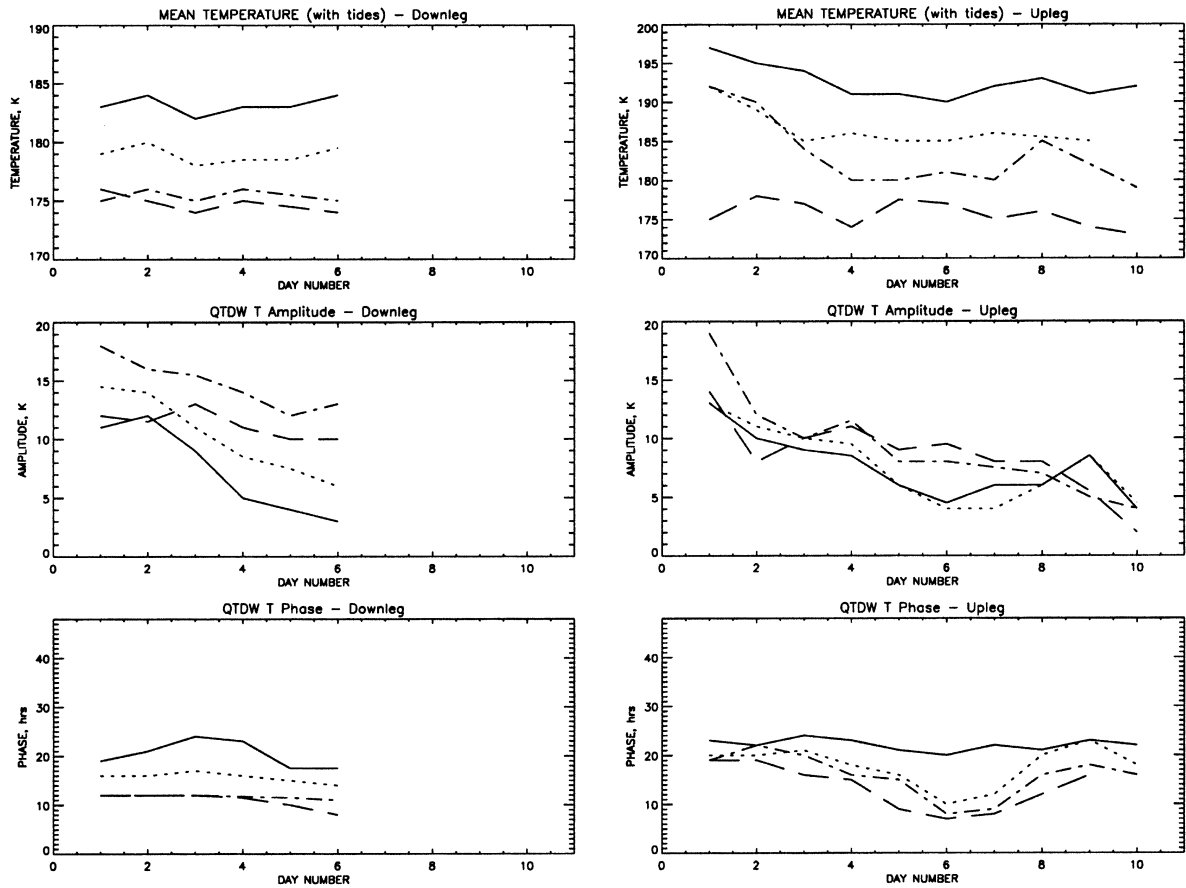 MEAN TEMPERATURE (with tides) – Downleg
190
185
180
175
170
TEMPERATURE, K
0 2 4 6 8 10
DAY NUMBER
MEAN TEMPERATURE (with tides) – Upleg
200
195
190
185
180
175
170
TEMPERATURE, K
0 2 4 6 8 10
DAY NUMBER
QTDW T Amplitude – Downleg
20
15
10
5
0
AMPLITUDE, K
0 2 4 6 8 10
DAY NUMBER
QTDW T Amplitude – Upleg
20
15
10
5
0
AMPLITUDE, K
0 2 4 6 8 10
DAY NUMBER
QTDW T Phase – Downleg
40
30
20
10
0
PHASE, hrs
0 2 4 6 8 10
DAY NUMBER
QTDW T Phase – Upleg
40
30
20
10
0
PHASE, hrs
0 2 4 6 8 10
DAY NUMBER